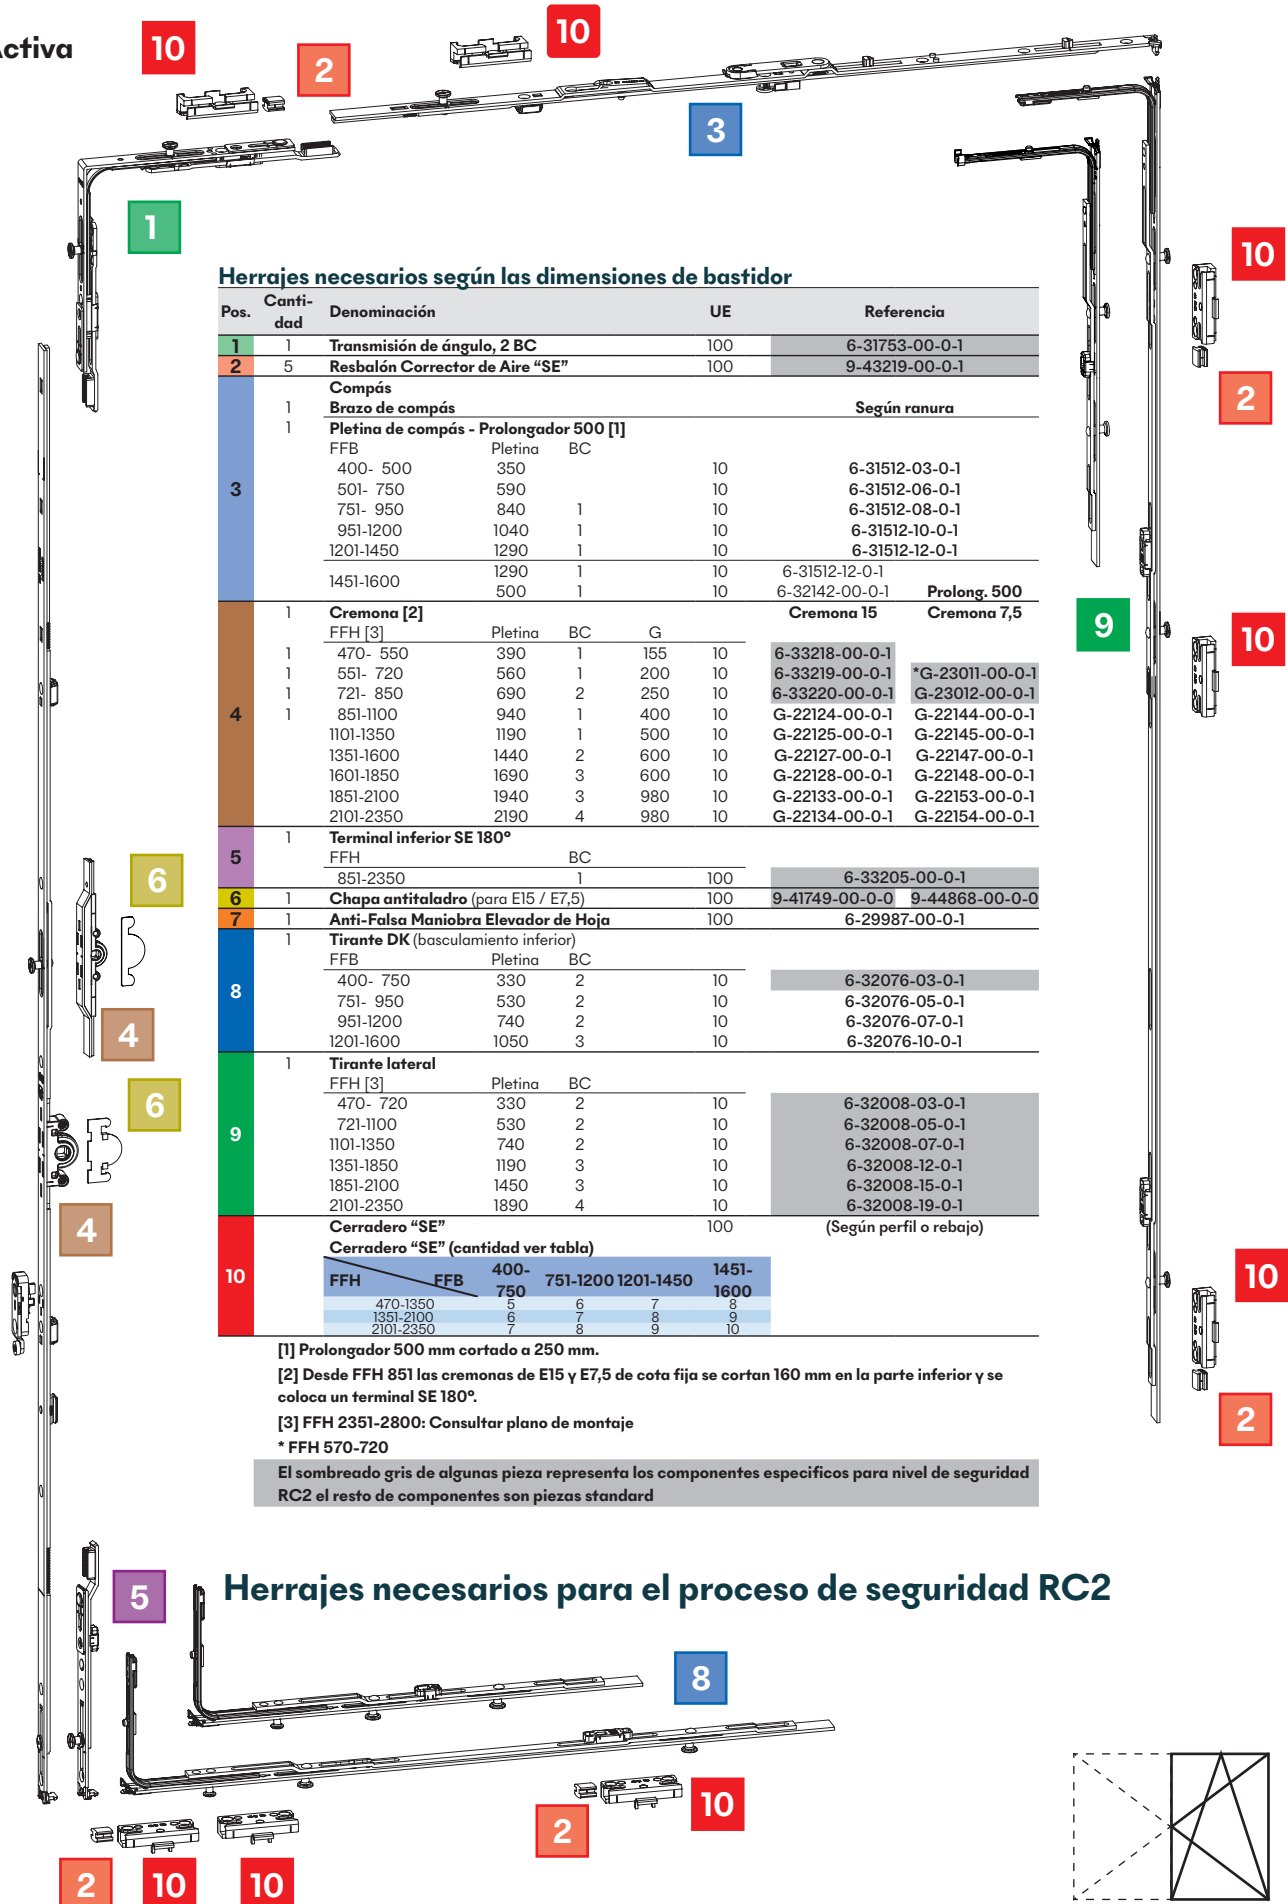 Activa
10
2
10
3
1
Herrajes necesarios según las dimensiones de bastidor
Pos. Canti-dad Denominación UE Referencia
1 1 Transmisión de ángulo, 2 BC 100 6-31753-00-0-1
2 5 Resbalón Corrector de Aire “SE” 100 9-43219-00-0-1
3
Compás
1 Brazo de compás Según ranura
1 Pletina de compás - Prolongador 500 [1]
FFB Pletina BC
400- 500 350 10 6-31512-03-0-1
501- 750 590 10 6-31512-06-0-1
751- 950 840 1 10 6-31512-08-0-1
951-1200 1040 1 10 6-31512-10-0-1
1201-1450 1290 1 10 6-31512-12-0-1
1451-1600 1290 1 10 6-31512-12-0-1
500 1 10 6-32142-00-0-1 Prolong. 500
4
1 Cremona [2] Cremona 15 Cremona 7,5
FFH [3] Pletina BC G
1 470- 550 390 1 155 10 6-33218-00-0-1
1 551- 720 560 1 200 10 6-33219-00-0-1 *G-23011-00-0-1
1 721- 850 690 2 250 10 6-33220-00-0-1 G-23012-00-0-1
1 851-1100 940 1 400 10 G-22124-00-0-1 G-22144-00-0-1
1101-1350 1190 1 500 10 G-22125-00-0-1 G-22145-00-0-1
1351-1600 1440 2 600 10 G-22127-00-0-1 G-22147-00-0-1
1601-1850 1690 3 600 10 G-22128-00-0-1 G-22148-00-0-1
1851-2100 1940 3 980 10 G-22133-00-0-1 G-22153-00-0-1
2101-2350 2190 4 980 10 G-22134-00-0-1 G-22154-00-0-1
5
1 Terminal inferior SE 180º
FFH BC
851-2350 1 100 6-33205-00-0-1
6 1 Chapa antitaladro (para E15 / E7,5) 100 9-41749-00-0-0 9-44868-00-0-0
7 1 Anti-Falsa Maniobra Elevador de Hoja 100 6-29987-00-0-1
8
1 Tirante DK (basculamiento inferior)
FFB Pletina BC
400- 750 330 2 10 6-32076-03-0-1
751- 950 530 2 10 6-32076-05-0-1
951-1200 740 2 10 6-32076-07-0-1
1201-1600 1050 3 10 6-32076-10-0-1
9
1 Tirante lateral
FFH [3] Pletina BC
470- 720 330 2 10 6-32008-03-0-1
721-1100 530 2 10 6-32008-05-0-1
1101-1350 740 2 10 6-32008-07-0-1
1351-1850 1190 3 10 6-32008-12-0-1
1851-2100 1450 3 10 6-32008-15-0-1
2101-2350 1890 4 10 6-32008-19-0-1
10
Cerradero “SE” 100 (Según perfil o rebajo)
Cerradero “SE” (cantidad ver tabla)
FFH FFB 400-750 751-1200 1201-1450 1451-1600
470-1350 5 6 7 8
1351-2100 6 7 8 9
2101-2350 7 8 9 10
[1] Prolongador 500 mm cortado a 250 mm.
[2] Desde FFH 851 las cremonas de E15 y E7,5 de cota fija se cortan 160 mm en la parte inferior y se
coloca un terminal SE 180º.
[3] FFH 2351-2800: Consultar plano de montaje
* FFH 570-720
El sombreado gris de algunas pieza representa los componentes especificos para nivel de seguridad
RC2 el resto de componentes son piezas standard
10
2
9
10
10
2
6
4
6
4
5
Herrajes necesarios para el proceso de seguridad RC2
8
10
2
2
10
10